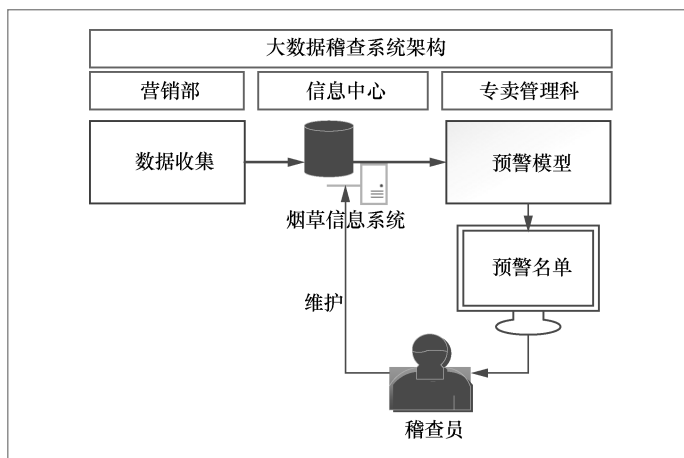 大数据稽查系统架构
营销部
信息中心
专卖管理科
数据收集
预警模型
烟草信息系统
预警名单
维护
稽查员